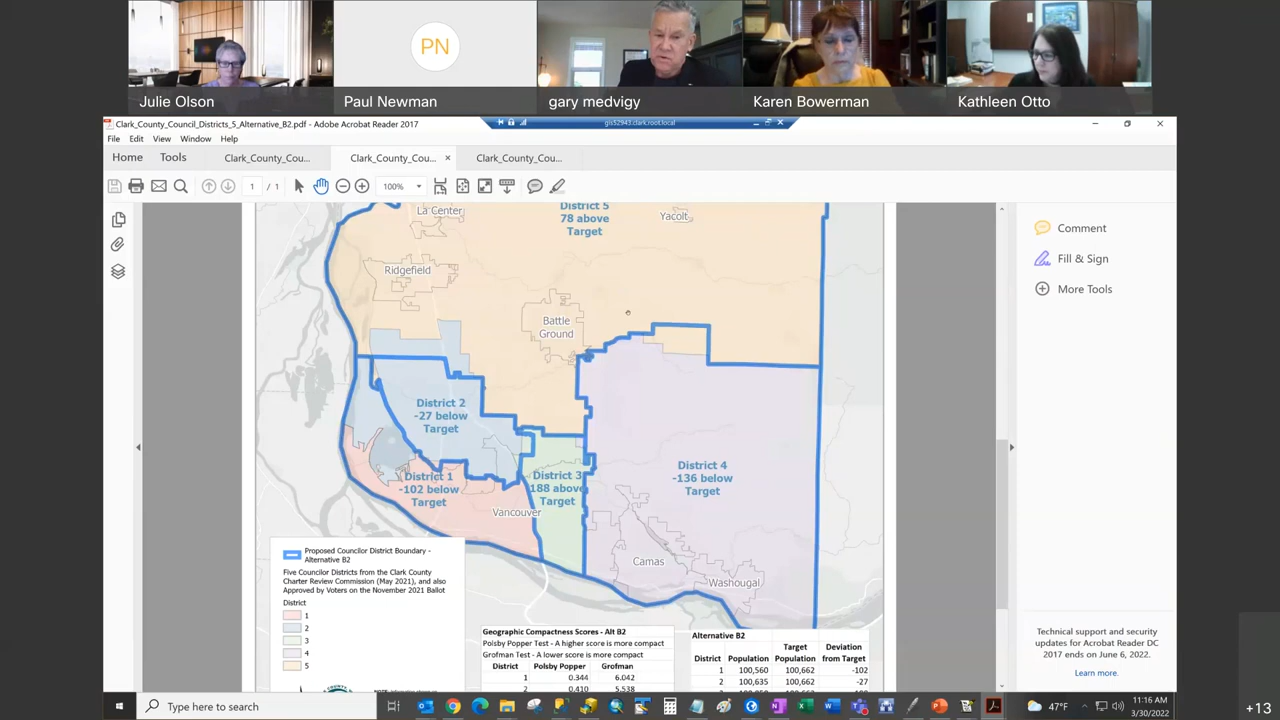 PN
Julie Olson
Paul Newman
gary medvigy
Karen Bowerman
Kathleen Otto
Clark_County_Council_Districts_5_Alternative_B2.pdf - Adobe Acrobat Reader 2017
gis52943.clark.root.local
File Edit View Window Help
Home Tools Clark_County_Cou... Clark_County_Cou... × Clark_County_Cou...
1 / 1 100%
La Center
District 5
78 above
Target
Yacolt
Ridgefield
Battle
Ground
District 2
-27 below
Target
District 1
-102 below
Target
District 3
188 above
Target
District 4
-136 below
Target
Vancouver
Camas
Washougal
Proposed Councilor District Boundary -
Alternative B2
Five Councilor Districts from the Clark County
Charter Review Commission (May 2021), and also
Approved by Voters on the November 2021 Ballot
District
1
2
3
4
5
Geographic Compactness Scores - Alt B2
Polsby Popper Test - A higher score is more compact
Grofman Test - A lower score is more compact
District Polsby Popper Grofman
1 0.344 6.042
2 0.410 5.538
Alternative B2
District Population Target Population Deviation from Target
1 100,560 100,662 -102
2 100,635 100,662 -27
Comment
Fill & Sign
More Tools
Technical support and security
updates for Acrobat Reader DC
2017 ends on June 6, 2022.
Learn more.
Type here to search
47°F
11:16 AM
3/30/2022
+13